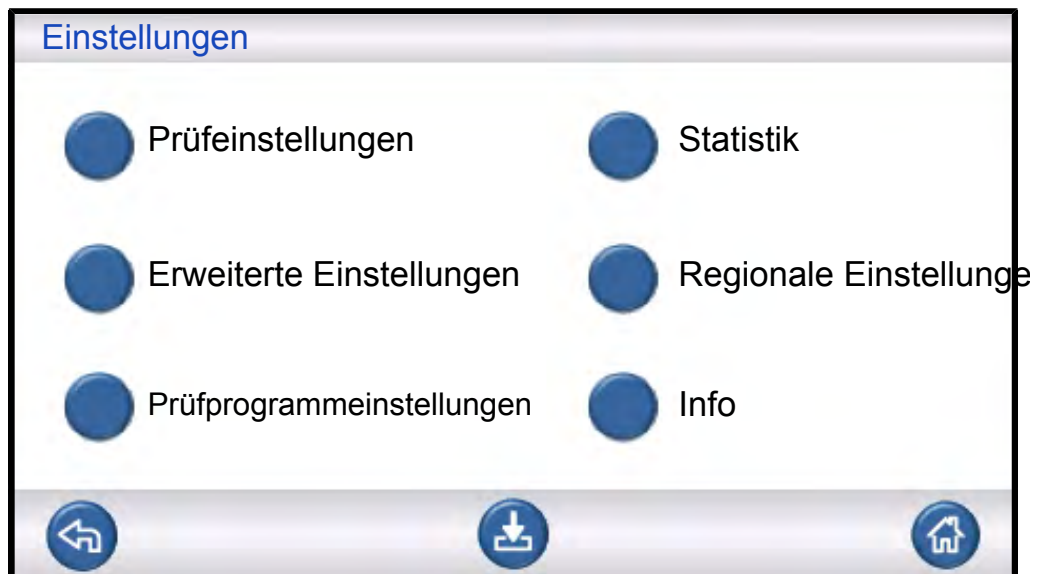 Einstellungen
Prüfeinstellungen
Statistik
Erweiterte Einstellungen
Regionale Einstellunge
Prüfprogrammeinstellungen
Info